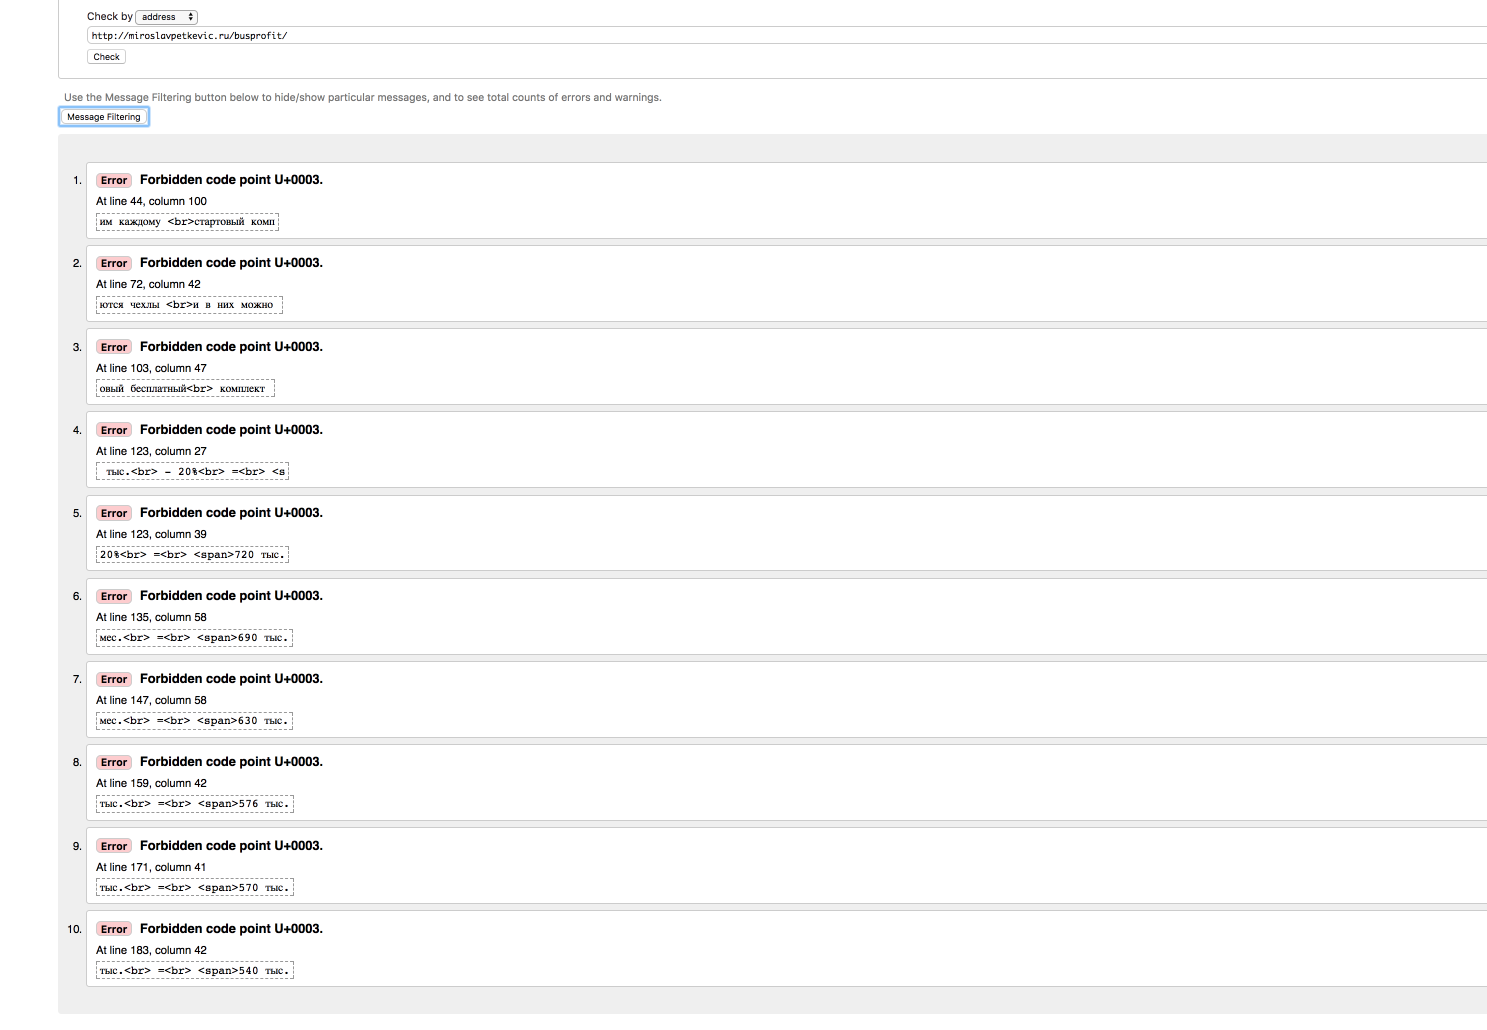 Check by address
http://miroslavpetkevic.ru/busprofit/
Check
Use the Message Filtering button below to hide/show particular messages, and to see total counts of errors and warnings.
Message Filtering
1. Error Forbidden code point U+0003.
At line 44, column 100
им каждому <br>стартовый комп
2. Error Forbidden code point U+0003.
At line 72, column 42
ются чехлы <br>и в них можно
3. Error Forbidden code point U+0003.
At line 103, column 47
овый бесплатный<br> комплект
4. Error Forbidden code point U+0003.
At line 123, column 27
тыс.<br> – 20%<br> =<br> <s
5. Error Forbidden code point U+0003.
At line 123, column 39
20%<br> =<br> <span>720 тыс.
6. Error Forbidden code point U+0003.
At line 135, column 58
мес.<br> =<br> <span>690 тыс.
7. Error Forbidden code point U+0003.
At line 147, column 58
мес.<br> =<br> <span>630 тыс.
8. Error Forbidden code point U+0003.
At line 159, column 42
тыс.<br> =<br> <span>576 тыс.
9. Error Forbidden code point U+0003.
At line 171, column 41
тыс.<br> =<br> <span>570 тыс.
10. Error Forbidden code point U+0003.
At line 183, column 42
тыс.<br> =<br> <span>540 тыс.